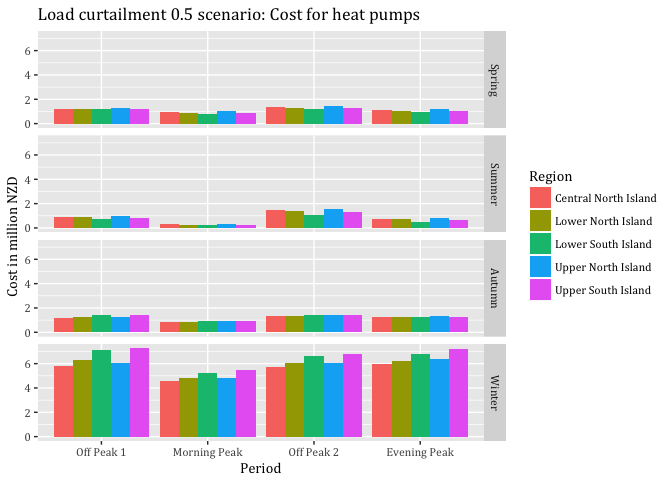 Load curtailment 0.5 scenario: Cost for heat pumps
Cost in million NZD
6
4
2
0
Spring
6
4
2
0
Summer
6
4
2
0
Autumn
6
4
2
0
Winter
Off Peak 1
Morning Peak
Off Peak 2
Evening Peak
Period
Region
Central North Island
Lower North Island
Lower South Island
Upper North Island
Upper South Island